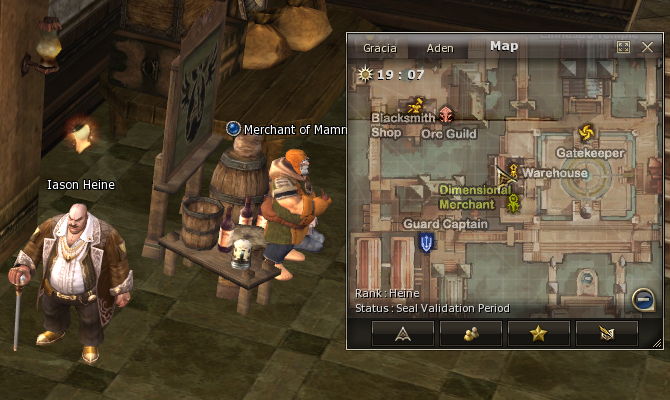 Gracia
Aden
Map
19 : 07
Blacksmith
Shop
Orc Guild
Gatekeeper
Warehouse
Dimensional
Merchant
Guard Captain
Rank : Heine
Status : Seal Validation Period
Merchant of Mamm
Iason Heine